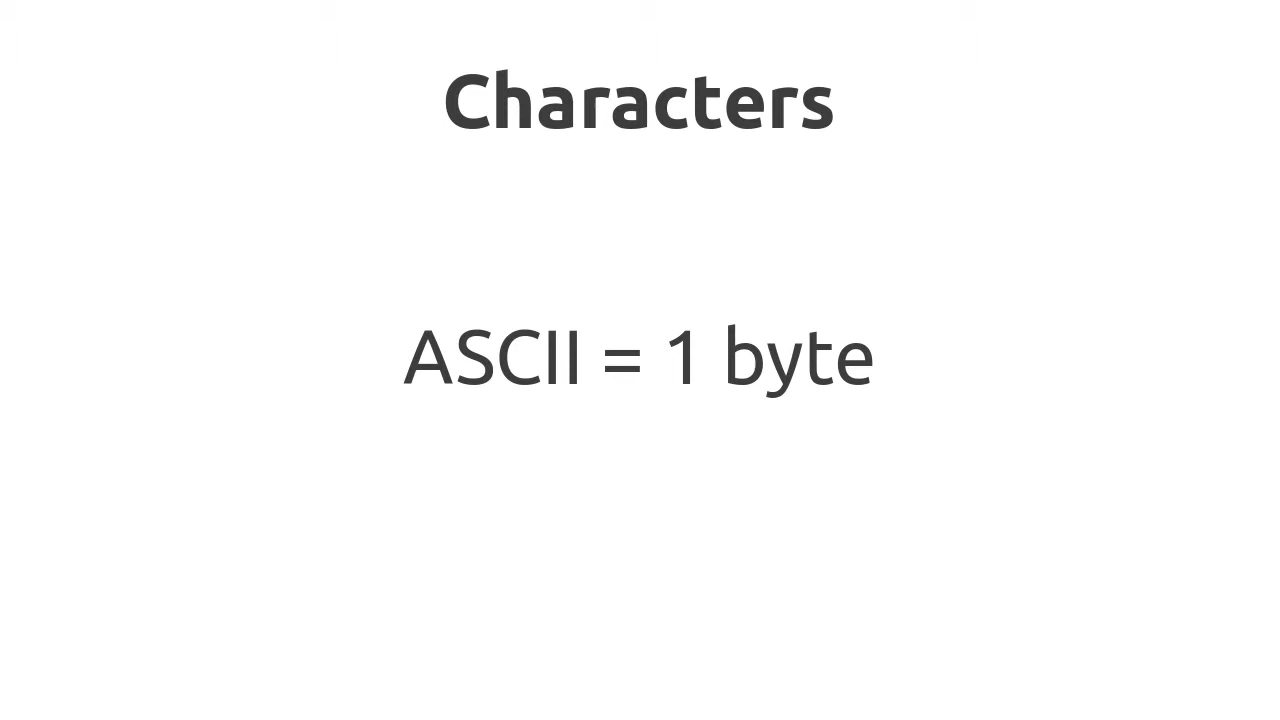 Characters
ASCII = 1 byte